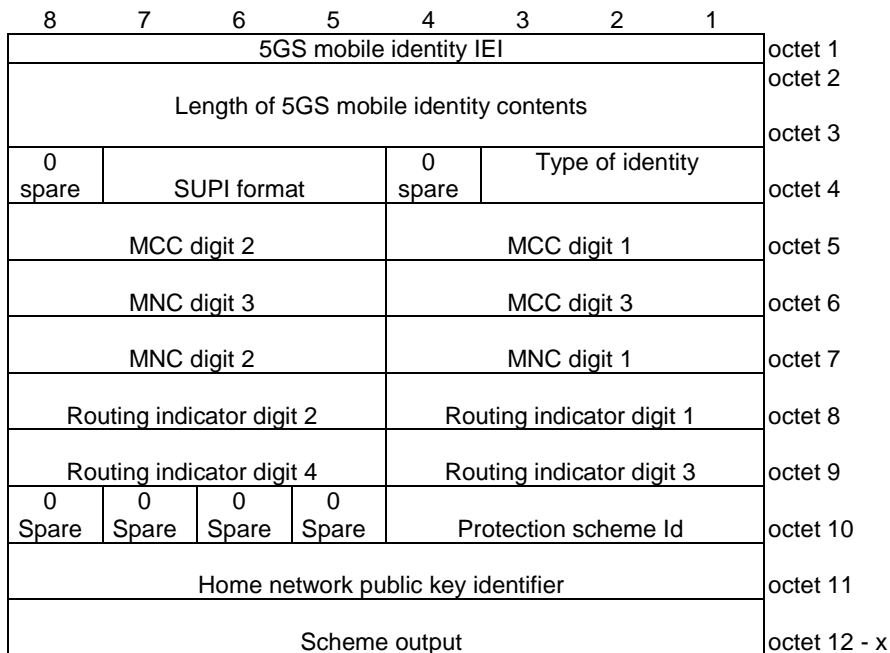 8 7 6 5 4 3 2 1
5GS mobile identity IEI octet 1
octet 2
Length of 5GS mobile identity contents
octet 3
0 0 Type of identity
spare SUPI format spare octet 4
MCC digit 2 MCC digit 1 octet 5
MNC digit 3 MCC digit 3 octet 6
MNC digit 2 MNC digit 1 octet 7
Routing indicator digit 2 Routing indicator digit 1 octet 8
Routing indicator digit 4 Routing indicator digit 3 octet 9
0 0 0 0
Spare Spare Spare Spare Protection scheme Id octet 10
Home network public key identifier octet 11
Scheme output octet 12 - x